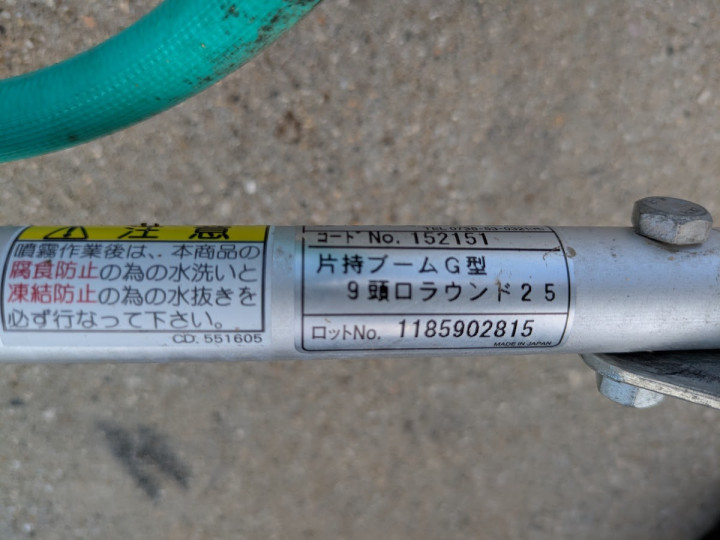 注意
噴霧作業後は、本商品の
腐食防止の為の水洗いと
凍結防止の為の水抜きを
必ず行なって下さい。
CD. 551605
コードNo. 152151
片持ブームG型
9頭口ラウンド25
ロットNo. 1185902815
MADE IN JAPAN